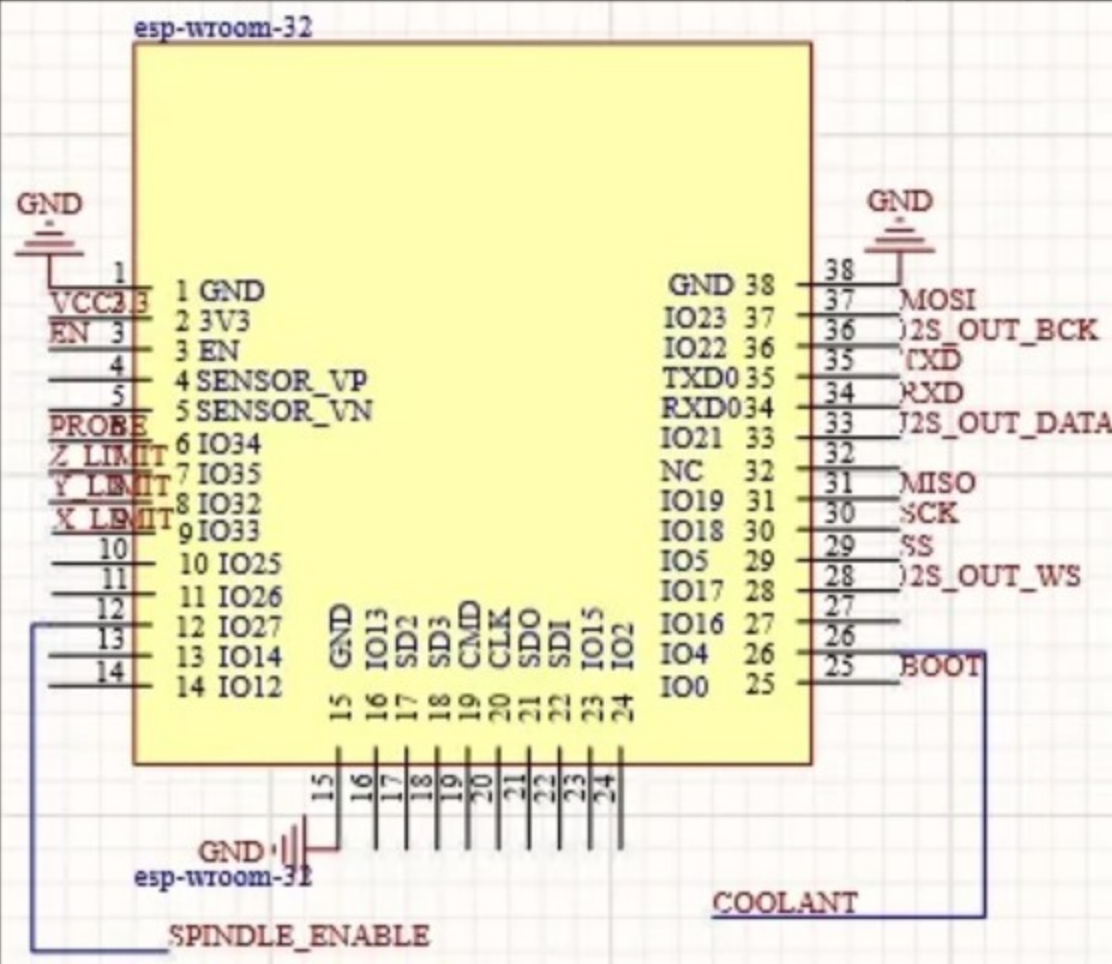 esp-wroom-32
GND
1
VCC3.3
2
EN
3
4
5
PROBE
6
Z_LIMIT
7
Y_LIMIT
8
X_LIMIT
9
10
11
12
13
14
1 GND
2 3V3
3 EN
4 SENSOR_VP
5 SENSOR_VN
6 IO34
7 IO35
8 IO32
9 IO33
10 IO25
11 IO26
12 IO27
13 IO14
14 IO12
GND 15
IO13 16
SD2 17
SD3 18
CMD 19
CLK 20
SDO 21
SDI 22
IO15 23
IO2 24
15
16
17
18
19
20
21
22
23
24
GND 38
IO23 37
IO22 36
TXD0 35
RXD0 34
IO21 33
NC 32
IO19 31
IO18 30
IO5 29
IO17 28
IO16 27
IO4 26
IO0 25
GND
38
37 MOSI
36 I2S_OUT_BCK
35 TXD
34 RXD
33 I2S_OUT_DATA
32
31 MISO
30 SCK
29 SS
28 I2S_OUT_WS
27
26
25 BOOT
GND
esp-wroom-32
COOLANT
SPINDLE_ENABLE